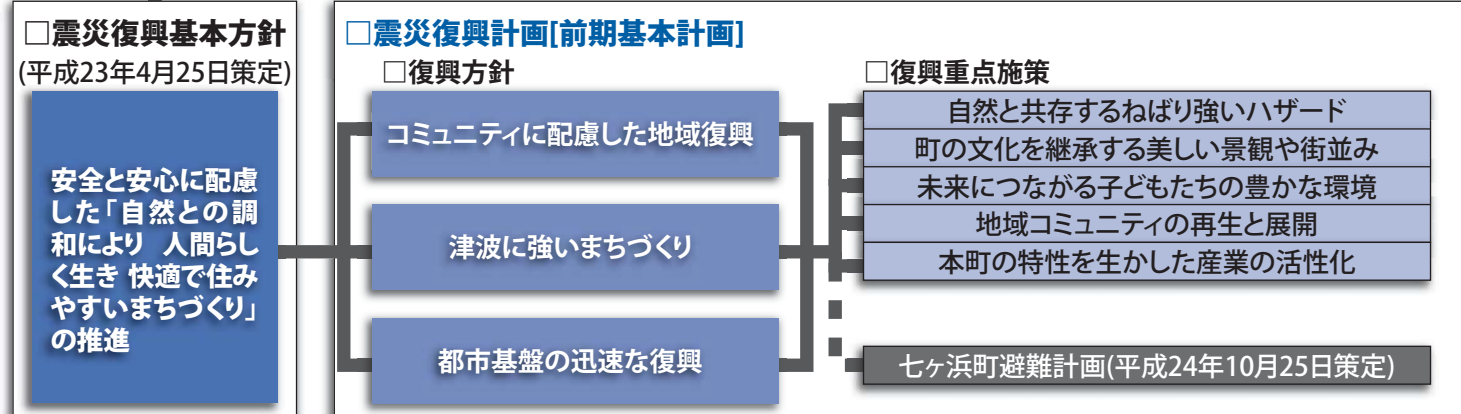 □震災復興基本方針
(平成23年4月25日策定)
安全と安心に配慮
した「自然との調
和により 人間らし
く生き 快適で住み
やすいまちづくり」
の推進
□震災復興計画[前期基本計画]
□復興方針
コミュニティに配慮した地域復興
津波に強いまちづくり
都市基盤の迅速な復興
□復興重点施策
自然と共存するねばり強いハザード
町の文化を継承する美しい景観や街並み
未来につながる子どもたちの豊かな環境
地域コミュニティの再生と展開
本町の特性を生かした産業の活性化
七ヶ浜町避難計画(平成24年10月25日策定)